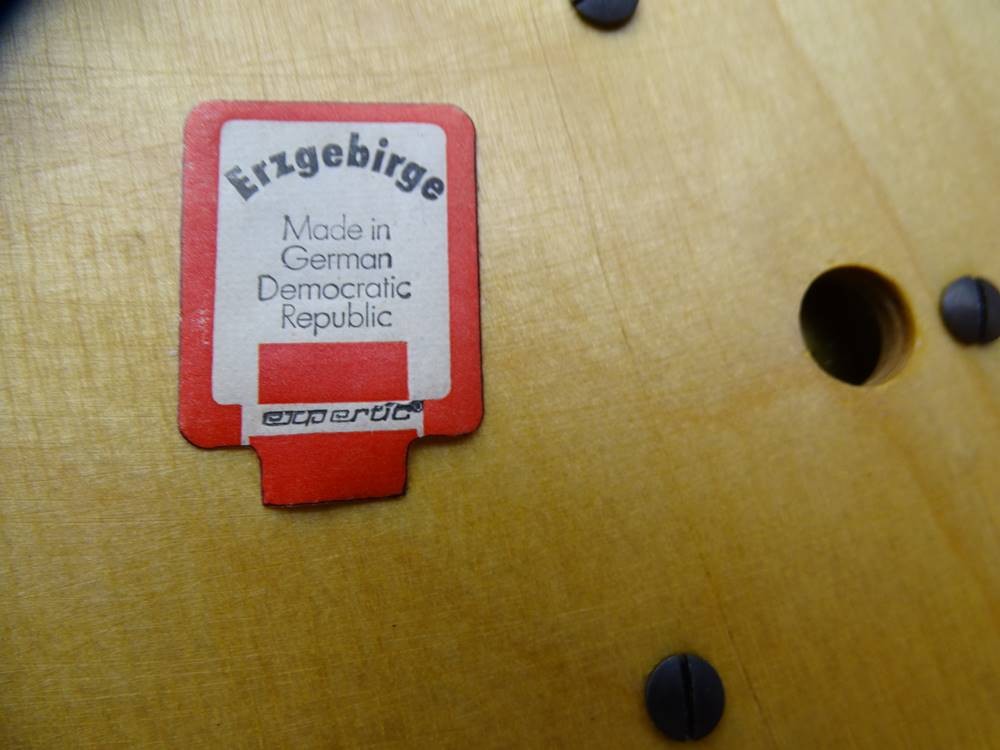 Erzgebirge
Made in
German
Democratic
Republic
expertic®